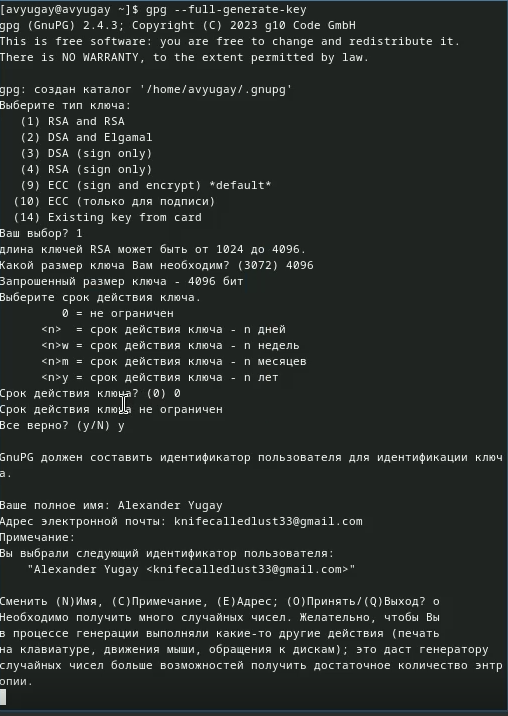 [avyugay@avyugay ~]$ gpg --full-generate-key
gpg (GnuPG) 2.4.3; Copyright (C) 2023 g10 Code GmbH
This is free software: you are free to change and redistribute it.
There is NO WARRANTY, to the extent permitted by law.

gpg: создан каталог '/home/avyugay/.gnupg'
Выберите тип ключа:
   (1) RSA and RSA
   (2) DSA and Elgamal
   (3) DSA (sign only)
   (4) RSA (sign only)
   (9) ECC (sign and encrypt) *default*
  (10) ECC (только для подписи)
  (14) Existing key from card
Ваш выбор? 1
длина ключей RSA может быть от 1024 до 4096.
Какой размер ключа Вам необходим? (3072) 4096
Запрошенный размер ключа - 4096 бит
Выберите срок действия ключа.
         0 = не ограничен
      <n>  = срок действия ключа - n дней
      <n>w = срок действия ключа - n недель
      <n>m = срок действия ключа - n месяцев
      <n>y = срок действия ключа - n лет
Срок действия ключа? (0) 0
Срок действия ключа не ограничен
Все верно? (y/N) y

GnuPG должен составить идентификатор пользователя для идентификации ключ
а.

Ваше полное имя: Alexander Yugay
Адрес электронной почты: knifecalledlust33@gmail.com
Примечание:
Вы выбрали следующий идентификатор пользователя:
    "Alexander Yugay <knifecalledlust33@gmail.com>"

Сменить (N)Имя, (C)Примечание, (E)Адрес; (O)Принять/(Q)Выход? o
Необходимо получить много случайных чисел. Желательно, чтобы Вы
в процессе генерации выполняли какие-то другие действия (печать
на клавиатуре, движения мыши, обращения к дискам); это даст генератору
случайных чисел больше возможностей получить достаточное количество энтр
опии.